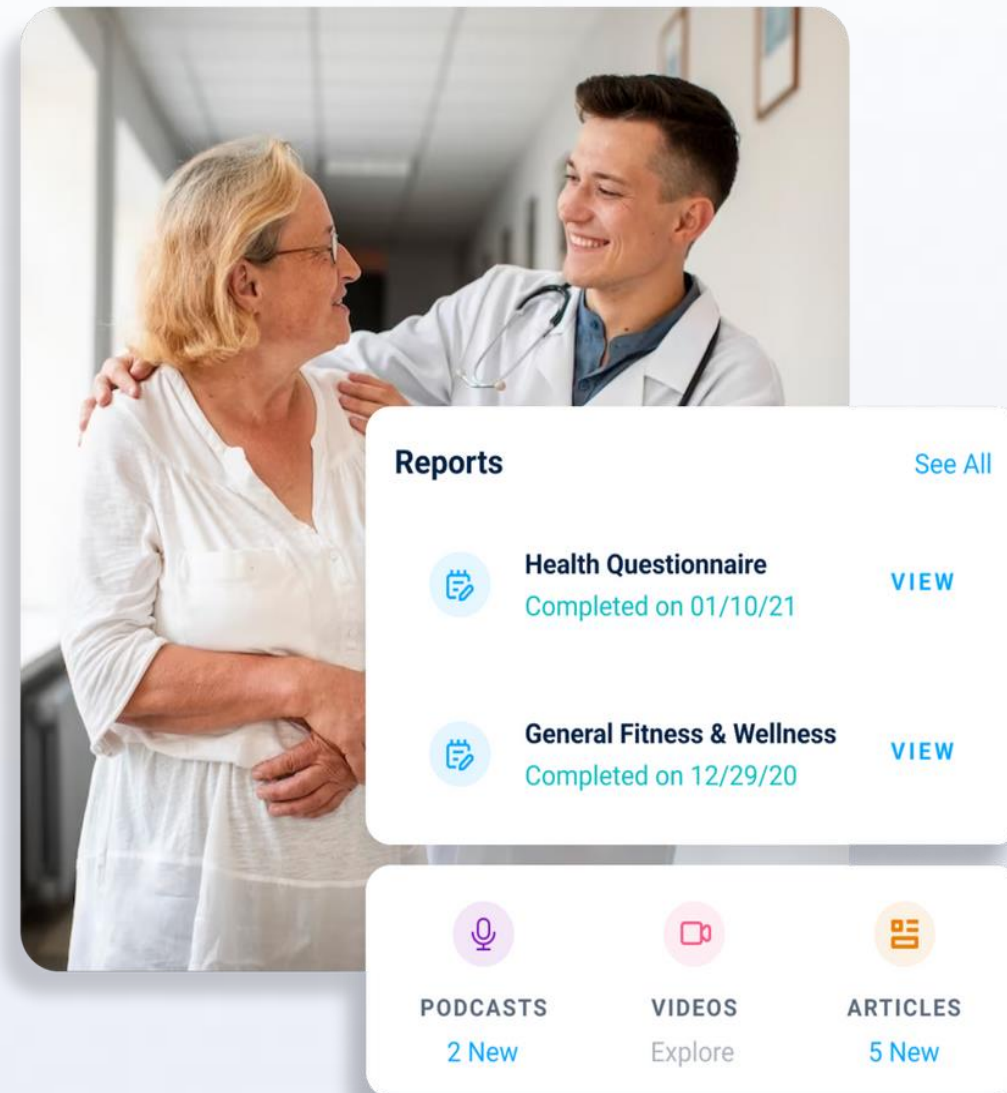 Reports
See All
Health Questionnaire
Completed on 01/10/21
VIEW
General Fitness & Wellness
Completed on 12/29/20
VIEW
PODCASTS
2 New
VIDEOS
Explore
ARTICLES
5 New